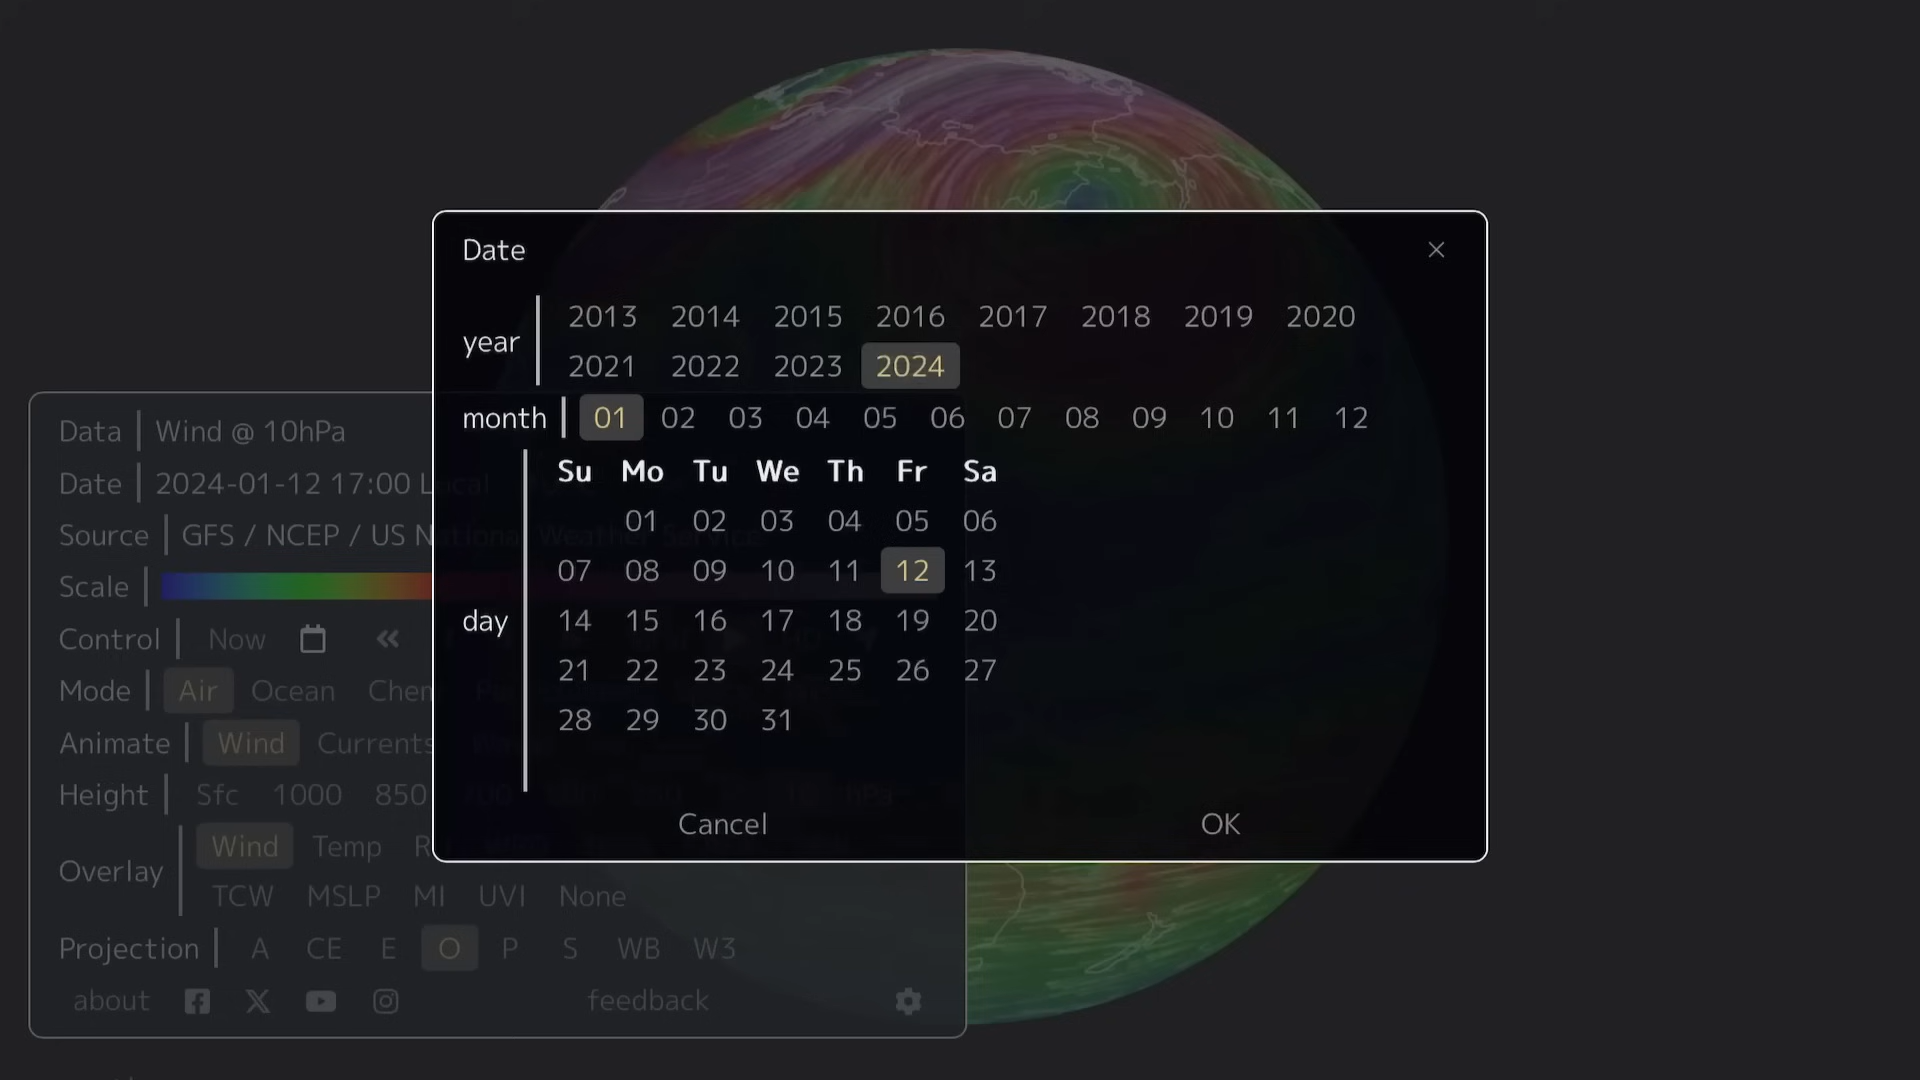 Date ×
year
2013 2014 2015 2016 2017 2018 2019 2020
2021 2022 2023 2024
month 01 02 03 04 05 06 07 08 09 10 11 12
Su Mo Tu We Th Fr Sa
01 02 03 04 05 06
07 08 09 10 11 12 13
day
14 15 16 17 18 19 20
21 22 23 24 25 26 27
28 29 30 31
Cancel OK
Data Wind @ 10hPa
Date 2024-01-12 17:00 Local
Source GFS / NCEP / US National Weather Service
Scale
Control Now «
Mode Air Ocean Chem
Animate Wind Currents
Height Sfc 1000 850
Overlay
Wind Temp
TCW MSLP MI UVI None
Projection A CE E O P S WB W3
about feedback